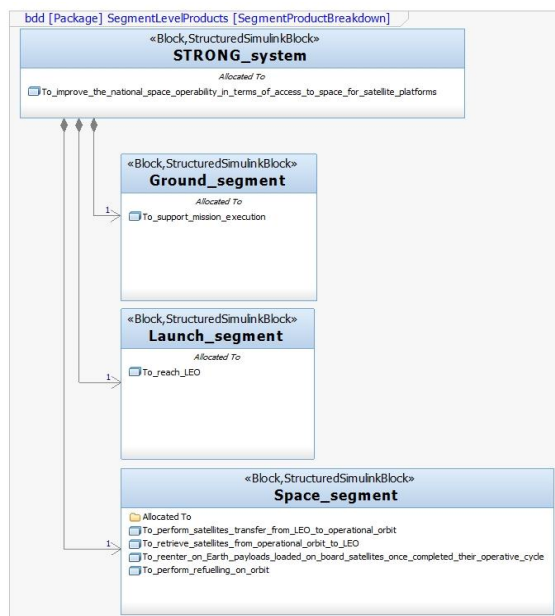 bdd [Package] SegmentLevelProducts [SegmentProductBreakdown]
«Block,StructuredSimulinkBlock»
STRONG_system
Allocated To
To_improve_the_national_space_operability_in_terms_of_access_to_space_for_satellite_platforms
«Block,StructuredSimulinkBlock»
Ground_segment
Allocated To
1
To_support_mission_execution
«Block,StructuredSimulinkBlock»
Launch_segment
Allocated To
1
To_reach_LEO
«Block,StructuredSimulinkBlock»
Space_segment
Allocated To
To_perform_satellites_transfer_from_LEO_to_operational_orbit
To_retrieve_satellites_from_operational_orbit_to_LEO
1
To_reenter_on_Earth_payloads_loaded_on_board_satellites_once_completed_their_operative_cycle
To_perform_refuelling_on_orbit